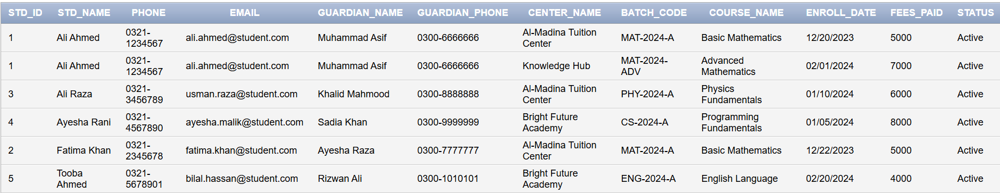 STD_ID STD_NAME PHONE EMAIL GUARDIAN_NAME GUARDIAN_PHONE CENTER_NAME BATCH_CODE COURSE_NAME ENROLL_DATE FEES_PAID STATUS
1 Ali Ahmed 0321-1234567 ali.ahmed@student.com Muhammad Asif 0300-6666666 Al-Madina Tuition Center MAT-2024-A Basic Mathematics 12/20/2023 5000 Active
1 Ali Ahmed 0321-1234567 ali.ahmed@student.com Muhammad Asif 0300-6666666 Knowledge Hub MAT-2024-ADV Advanced Mathematics 02/01/2024 7000 Active
3 Ali Raza 0321-3456789 usman.raza@student.com Khalid Mahmood 0300-8888888 Al-Madina Tuition Center PHY-2024-A Physics Fundamentals 01/10/2024 6000 Active
4 Ayesha Rani 0321-4567890 ayesha.malik@student.com Sadia Khan 0300-9999999 Bright Future Academy CS-2024-A Programming Fundamentals 01/05/2024 8000 Active
2 Fatima Khan 0321-2345678 fatima.khan@student.com Ayesha Raza 0300-7777777 Al-Madina Tuition Center MAT-2024-A Basic Mathematics 12/22/2023 5000 Active
5 Tooba Ahmed 0321-5678901 bilal.hassan@student.com Rizwan Ali 0300-1010101 Bright Future Academy ENG-2024-A English Language 02/20/2024 4000 Active